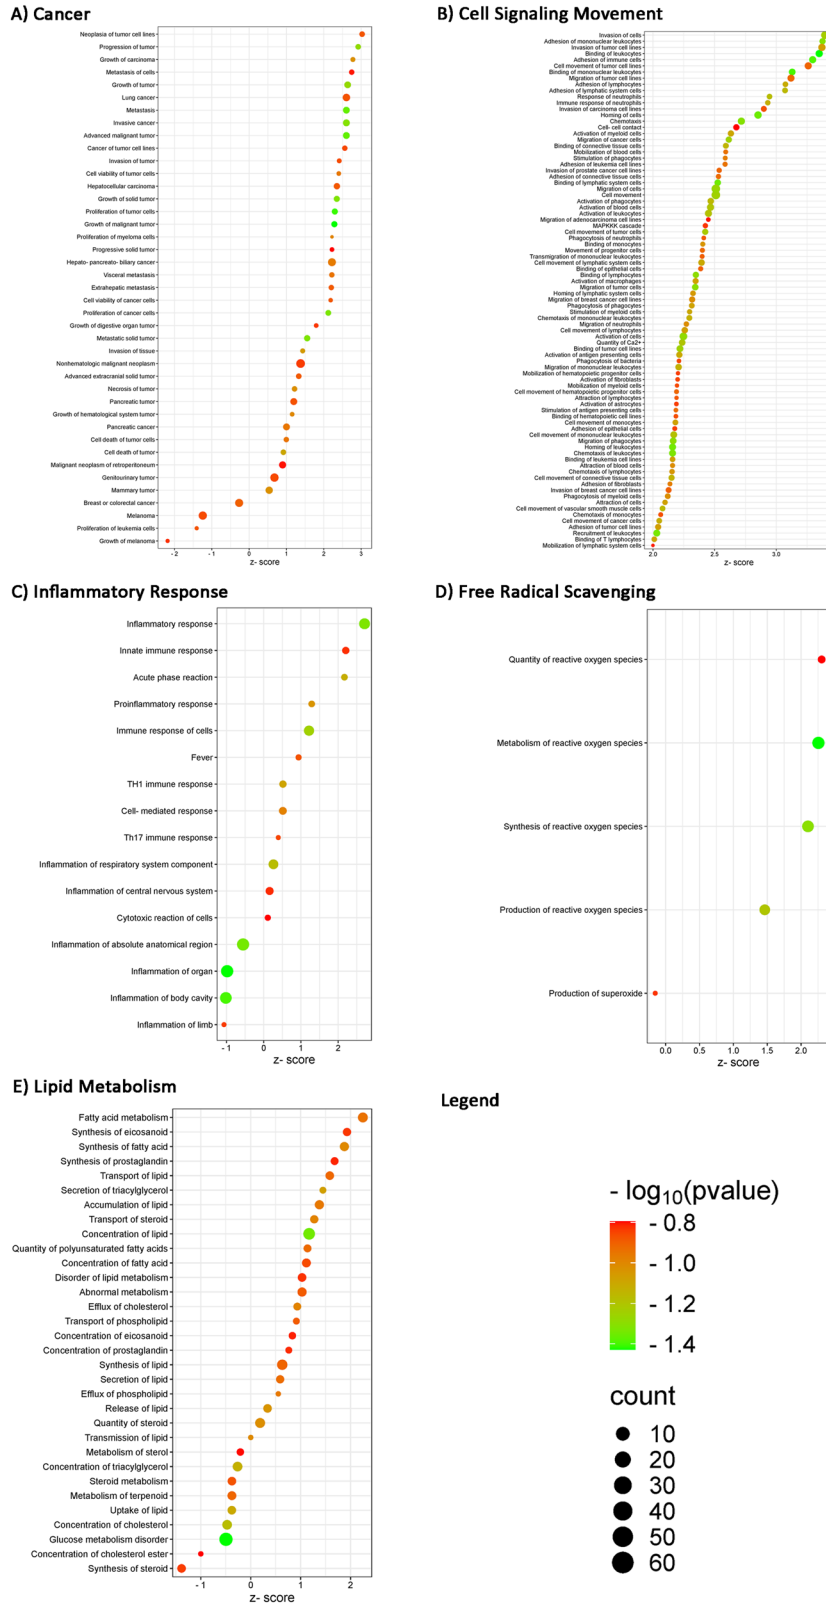 A) Cancer
Neoplasia of tumor cell lines
Progression of tumor
Growth of carcinoma
Metastasis of cells
Growth of tumor
Lung cancer
Metastasis
Invasive cancer
Advanced malignant tumor
Cancer of tumor cell lines
Invasion of tumor
Cell viability of tumor cells
Hepatocellular carcinoma
Growth of solid tumor
Proliferation of tumor cells
Growth of malignant tumor
Proliferation of myeloma cells
Progressive solid tumor
Hepato- pancreato- biliary cancer
Visceral metastasis
Extrahepatic metastasis
Cell viability of cancer cells
Proliferation of cancer cells
Growth of digestive organ tumor
Metastatic solid tumor
Invasion of tissue
Nonhematologic malignant neoplasm
Advanced extracranial solid tumor
Necrosis of tumor
Pancreatic tumor
Growth of hematological system tumor
Pancreatic cancer
Cell death of tumor cells
Cell death of tumor
Malignant neoplasm of retroperitoneum
Genitourinary tumor
Mammary tumor
Breast or colorectal cancer
Melanoma
Proliferation of leukemia cells
Growth of melanoma
- 2 - 1 0 1 2 3
z- score
B) Cell Signaling Movement
Invasion of cells
Adhesion of mononuclear leukocytes
Invasion of tumor cell lines
Binding of leukocytes
Adhesion of immune cells
Cell movement of tumor cell lines
Binding of mononuclear leukocytes
Migration of tumor cell lines
Adhesion of lymphocytes
Adhesion of lymphatic system cells
Response of neutrophils
Immune response of neutrophils
Invasion of carcinoma cell lines
Homing of cells
Chemotaxis
Cell- cell contact
Activation of myeloid cells
Migration of cancer cells
Binding of connective tissue cells
Mobilization of blood cells
Stimulation of phagocytes
Adhesion of leukemia cell lines
Invasion of prostate cancer cell lines
Adhesion of connective tissue cells
Binding of lymphatic system cells
Migration of cells
Cell movement
Activation of phagocytes
Activation of blood cells
Activation of leukocytes
Migration of adenocarcinoma cell lines
MAPKKK cascade
Cell movement of tumor cells
Phagocytosis of neutrophils
Binding of monocytes
Movement of progenitor cells
Transmigration of mononuclear leukocytes
Cell movement of lymphatic system cells
Binding of epithelial cells
Binding of lymphocytes
Activation of macrophages
Migration of tumor cells
Homing of lymphatic system cells
Migration of breast cancer cell lines
Phagocytosis of phagocytes
Stimulation of myeloid cells
Chemotaxis of mononuclear leukocytes
Migration of neutrophils
Cell movement of lymphocytes
Activation of cells
Quantity of Ca2+
Binding of tumor cell lines
Activation of antigen presenting cells
Phagocytosis of bacteria
Migration of mononuclear leukocytes
Mobilization of hematopoietic progenitor cells
Activation of fibroblasts
Mobilization of myeloid cells
Cell movement of hematopoietic progenitor cells
Attraction of lymphocytes
Activation of astrocytes
Stimulation of antigen presenting cells
Binding of hematopoietic cell lines
Cell movement of monocytes
Adhesion of epithelial cells
Cell movement of mononuclear leukocytes
Migration of phagocytes
Homing of leukocytes
Chemotaxis of leukocytes
Binding of leukemia cell lines
Attraction of blood cells
Chemotaxis of lymphocytes
Cell movement of connective tissue cells
Adhesion of fibroblasts
Invasion of breast cancer cell lines
Phagocytosis of myeloid cells
Attraction of cells
Cell movement of vascular smooth muscle cells
Chemotaxis of monocytes
Cell movement of cancer cells
Adhesion of tumor cell lines
Recruitment of leukocytes
Binding of T lymphocytes
Mobilization of lymphatic system cells
2.0 2.5 3.0
z- score
C) Inflammatory Response
Inflammatory response
Innate immune response
Acute phase reaction
Proinflammatory response
Immune response of cells
Fever
TH1 immune response
Cell- mediated response
Th17 immune response
Inflammation of respiratory system component
Inflammation of central nervous system
Cytotoxic reaction of cells
Inflammation of absolute anatomical region
Inflammation of organ
Inflammation of body cavity
Inflammation of limb
- 1 0 1 2
z- score
D) Free Radical Scavenging
Quantity of reactive oxygen species
Metabolism of reactive oxygen species
Synthesis of reactive oxygen species
Production of reactive oxygen species
Production of superoxide
0.0 0.5 1.0 1.5 2.0
z- score
E) Lipid Metabolism
Fatty acid metabolism
Synthesis of eicosanoid
Synthesis of fatty acid
Synthesis of prostaglandin
Transport of lipid
Secretion of triacylglycerol
Accumulation of lipid
Transport of steroid
Concentration of lipid
Quantity of polyunsaturated fatty acids
Concentration of fatty acid
Disorder of lipid metabolism
Abnormal metabolism
Efflux of cholesterol
Transport of phospholipid
Concentration of eicosanoid
Concentration of prostaglandin
Synthesis of lipid
Secretion of lipid
Efflux of phospholipid
Release of lipid
Quantity of steroid
Transmission of lipid
Metabolism of sterol
Concentration of triacylglycerol
Steroid metabolism
Metabolism of terpenoid
Uptake of lipid
Concentration of cholesterol
Glucose metabolism disorder
Concentration of cholesterol ester
Synthesis of steroid
- 1 0 1 2
z- score
Legend
- log10(pvalue)
- 0.8
- 1.0
- 1.2
- 1.4
count
10
20
30
40
50
60